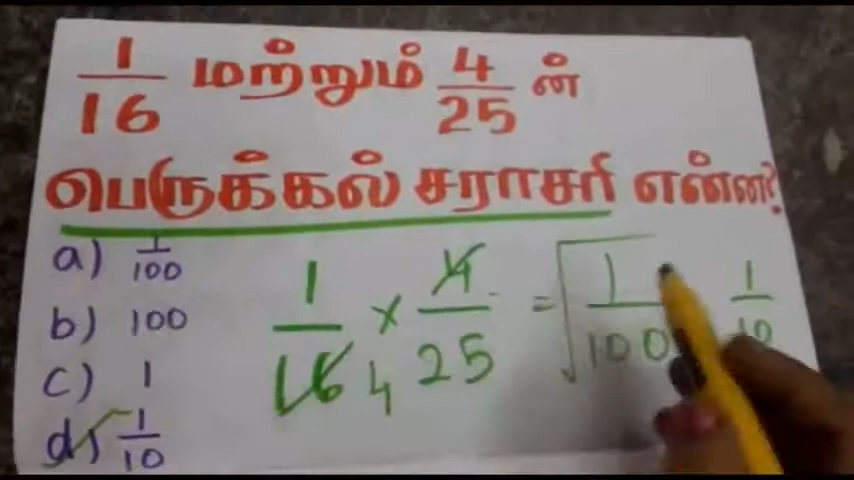 1/16 மற்றும் 4/25 ன்
பெருக்கல் சராசரி என்ன?
a) 1/100
b) 100
c) 1
d) 1/10
1/16 4 × 4/25 = √1/100 1/10